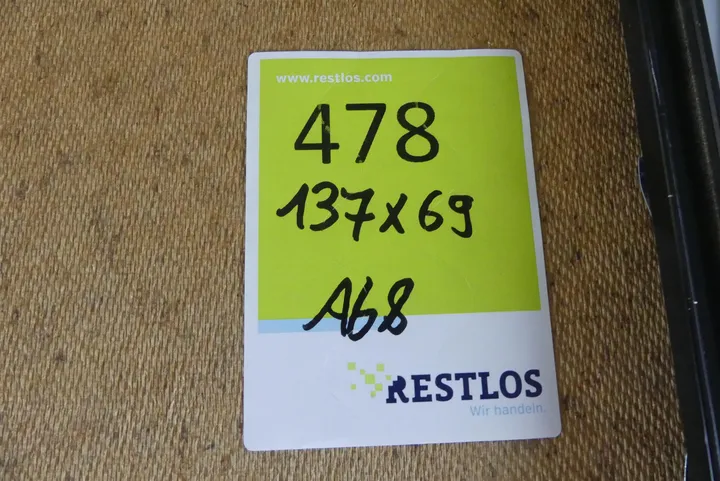 www.restlos.com
478
137x69
A68
RESTLOS
Wir handeln.